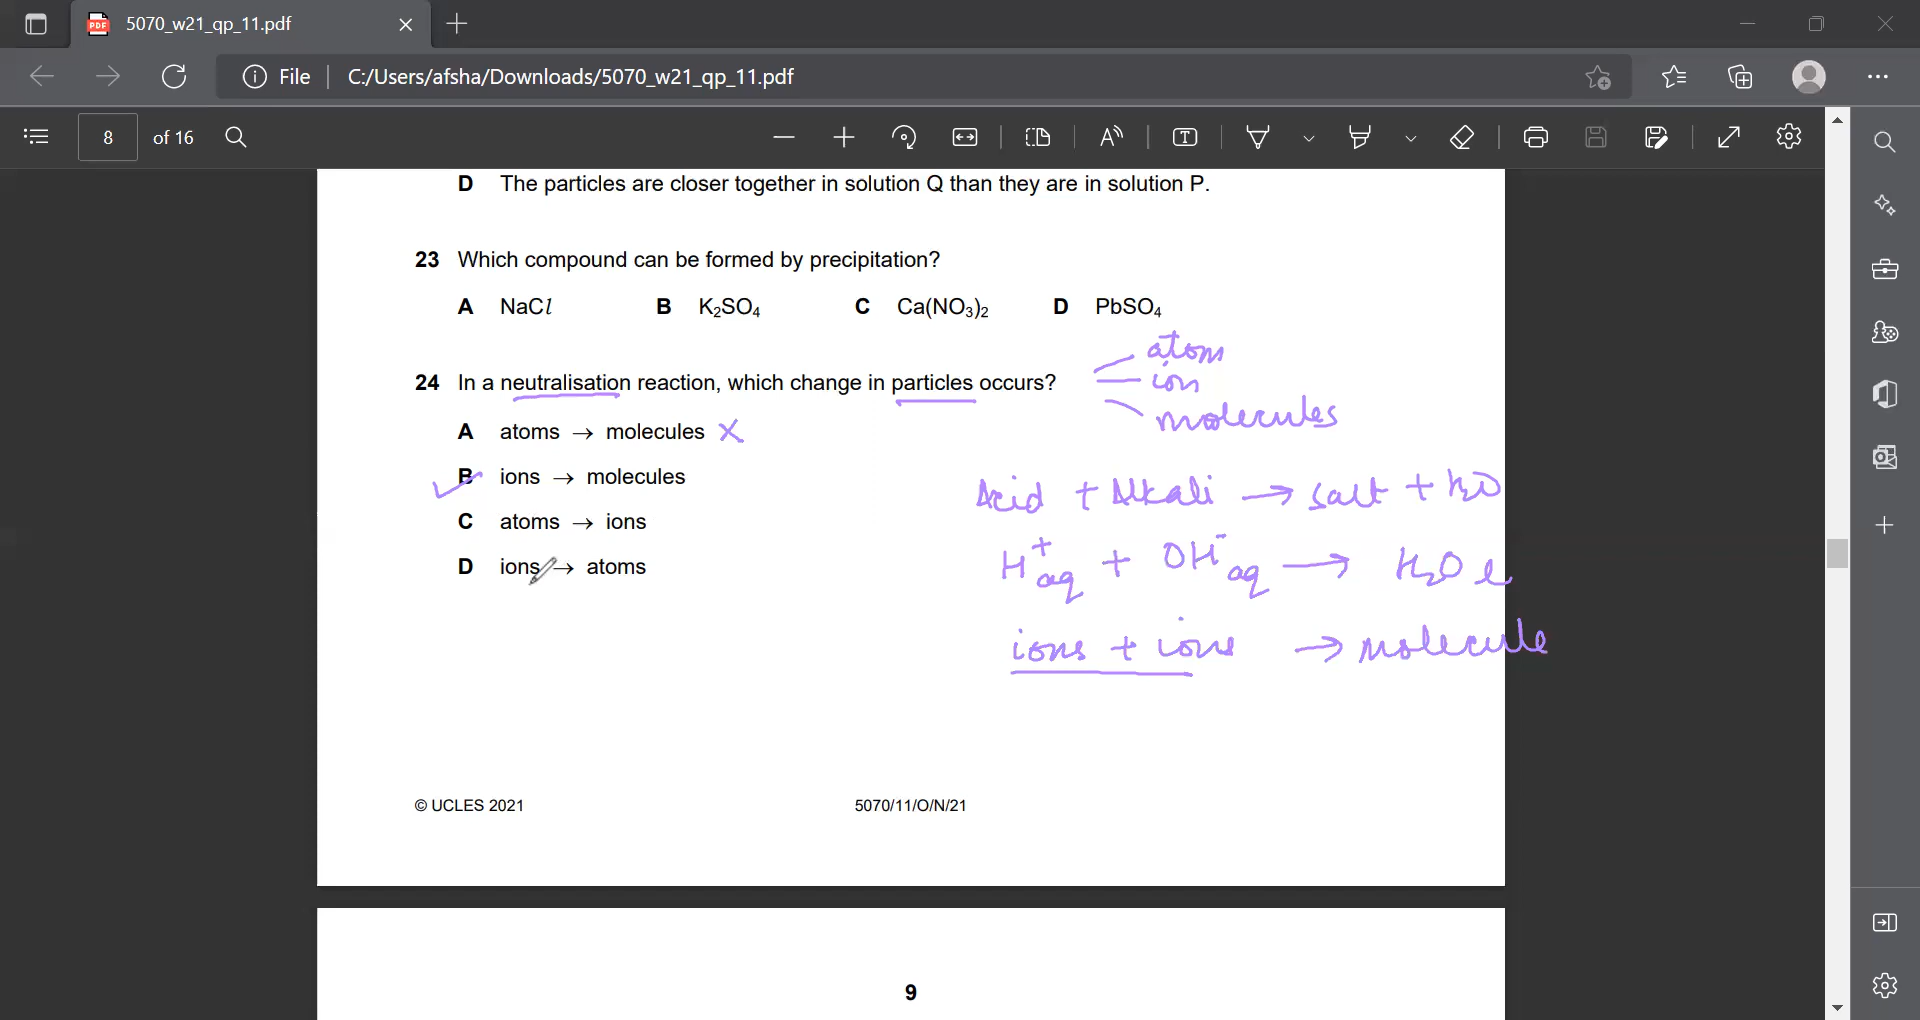 5070_w21_qp_11.pdf
File C:/Users/afsha/Downloads/5070_w21_qp_11.pdf
8 of 16
D The particles are closer together in solution Q than they are in solution P.
23 Which compound can be formed by precipitation?
A NaCl B K₂SO₄ C Ca(NO₃)₂ D PbSO₄
24 In a neutralisation reaction, which change in particles occurs?
atom
ion
molecules
A atoms → molecules X
B ions → molecules
C atoms → ions
D ions → atoms
Acid + Alkali → salt + H₂O
H⁺aq + OH⁻aq → H₂O l
ions + ions → molecule
© UCLES 2021 5070/11/O/N/21
9